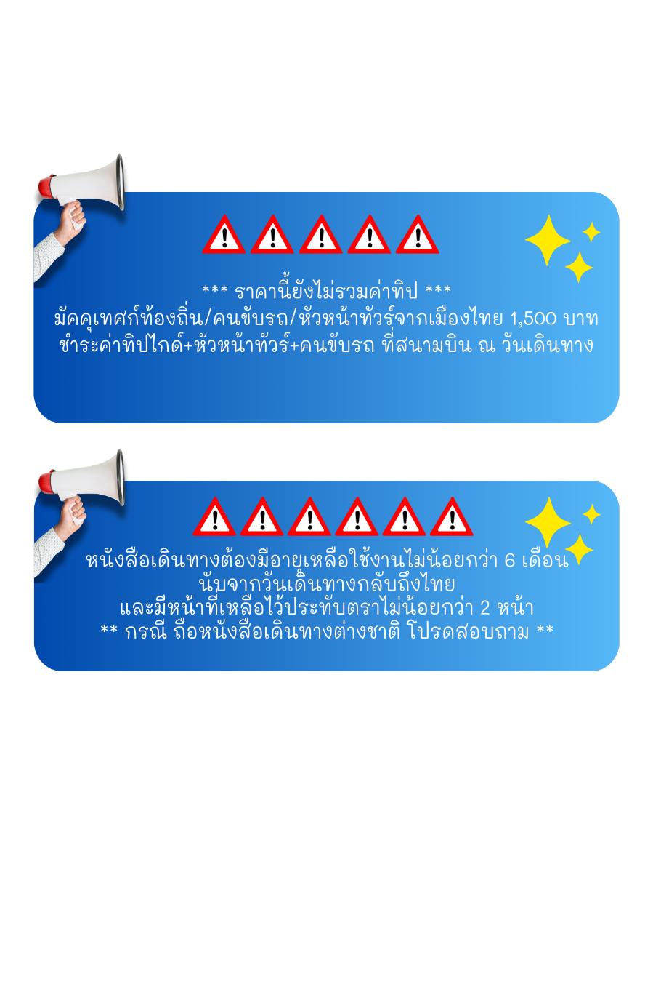 *** ราคานี้ยังไม่รวมค่าทิป ***
มัคคุเทศก์ท้องถิ่น/คนขับรถ/หัวหน้าทัวร์จากเมืองไทย 1,500 บาท
ชำระค่าทิปไกด์+หัวหน้าทัวร์+คนขับรถ ที่สนามบิน ณ วันเดินทาง
หนังสือเดินทางต้องมีอายุเหลือใช้งานไม่น้อยกว่า 6 เดือน
นับจากวันเดินทางกลับถึงไทย
และมีหน้าที่เหลือไว้ประทับตราไม่น้อยกว่า 2 หน้า
** กรณี ถือหนังสือเดินทางต่างชาติ โปรดสอบถาม **